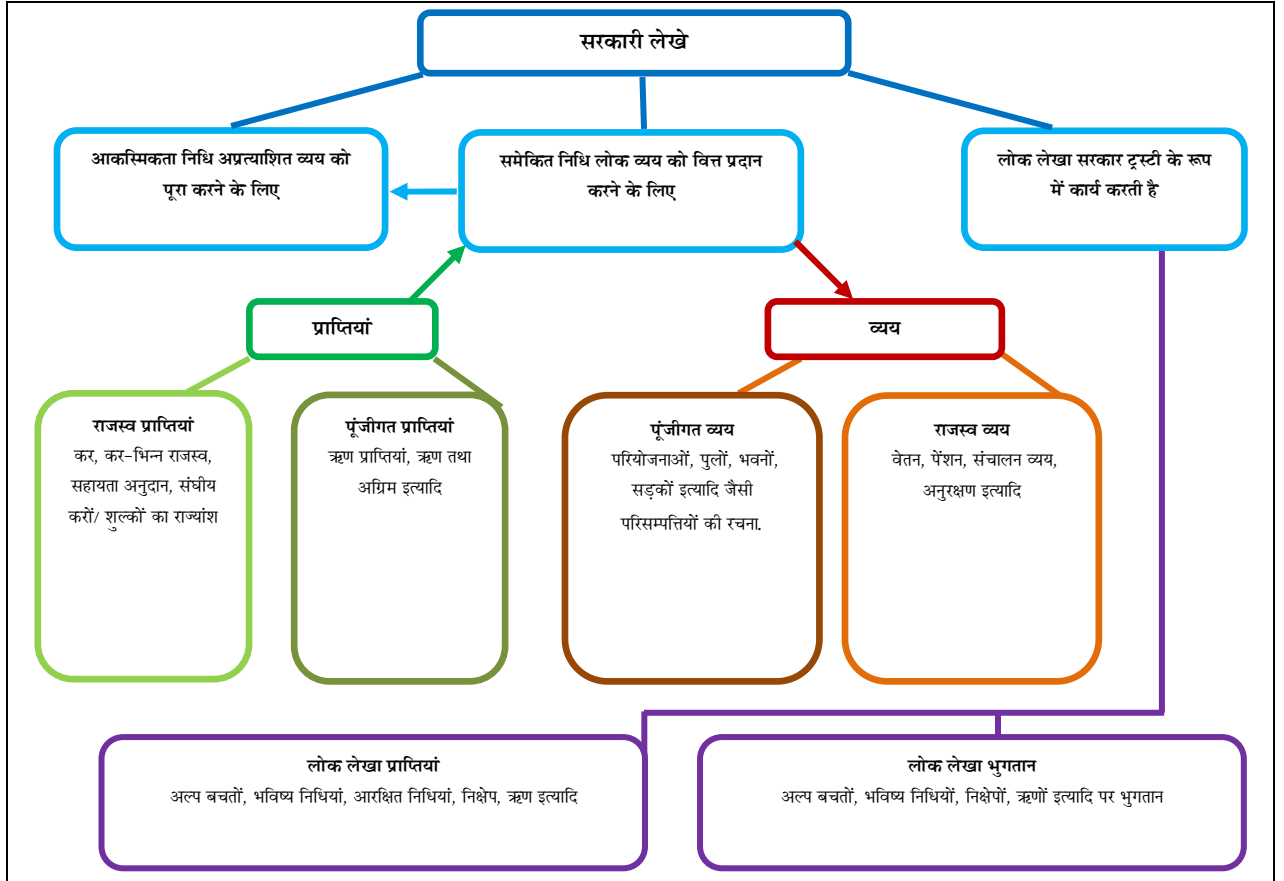 सरकारी लेखे
आकस्मिकता निधि अप्रत्याशित व्यय को
पूरा करने के लिए
समेकित निधि लोक व्यय को वित्त प्रदान
करने के लिए
लोक लेखा सरकार ट्रस्टी के रूप
में कार्य करती है
प्राप्तियां
व्यय
राजस्व प्राप्तियां
कर, कर-भिन्न राजस्व,
सहायता अनुदान, संघीय
करों/ शुल्कों का राज्यांश
पूंजीगत प्राप्तियां
ऋण प्राप्तियां, ऋण तथा
अग्रिम इत्यादि
पूंजीगत व्यय
परियोजनाओं, पुलों, भवनों,
सड़कों इत्यादि जैसी
परिसम्पत्तियों की रचना.
राजस्व व्यय
वेतन, पेंशन, संचालन व्यय,
अनुरक्षण इत्यादि
लोक लेखा प्राप्तियां
अल्प बचतों, भविष्य निधियां, आरक्षित निधियां, निक्षेप, ऋण इत्यादि
लोक लेखा भुगतान
अल्प बचतों, भविष्य निधियों, निक्षेपों, ऋणों इत्यादि पर भुगतान